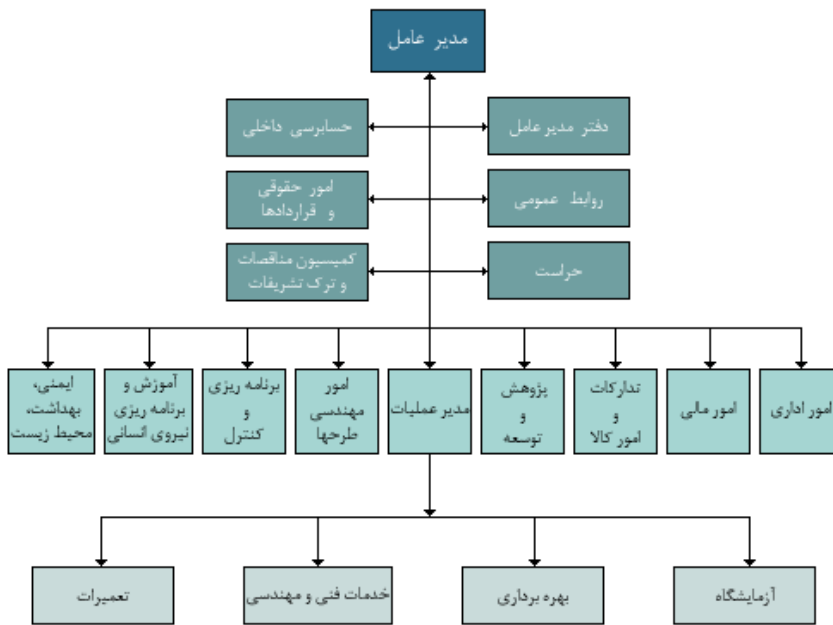 مدیر عامل
دفتر مدیر عامل
حسابرسی داخلی
روابط عمومی
امور حقوقی
و قراردادها
حراست
کمیسیون مناقصات
و ترک تشریفات
امور اداری
امور مالی
تدارکات
و
امور کالا
پژوهش
و
توسعه
مدیر عملیات
امور
مهندسی
طرحها
برنامه ریزی
و
کنترل
آموزش و
برنامه ریزی
نیروی انسانی
ایمنی،
بهداشت،
محیط زیست
آزمایشگاه
بهره برداری
خدمات فنی و مهندسی
تعمیرات